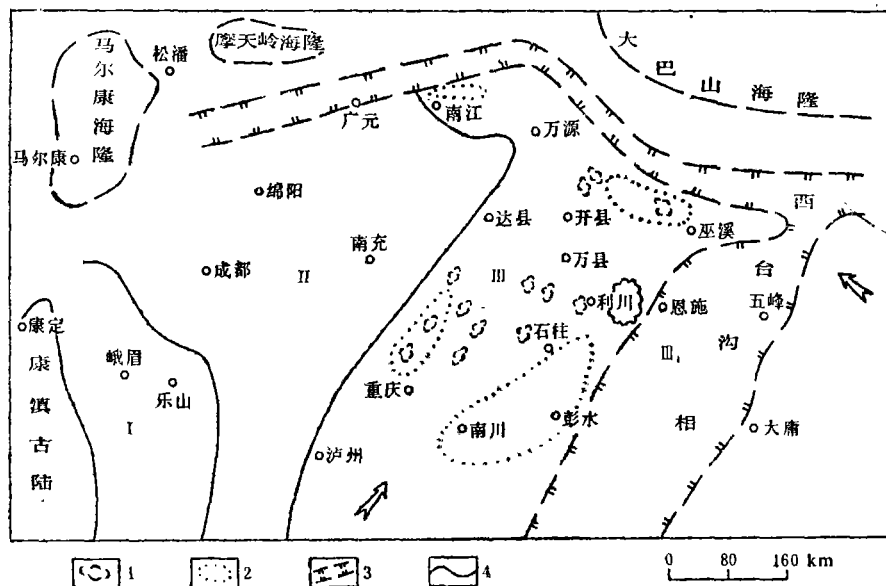 马尔康海隆
摩天岭海隆
大巴山海隆
松潘
马尔康
广元
南江
万源
绵阳
达县
开县
巫溪
西
成都
南充
万县
台
II
III
利川
恩施
五峰
康定
康滇古陆
峨眉
乐山
石柱
III₁
沟
重庆
I
南川
彭水
相
大庸
泸州
1
2
3
4
0 80 160 km